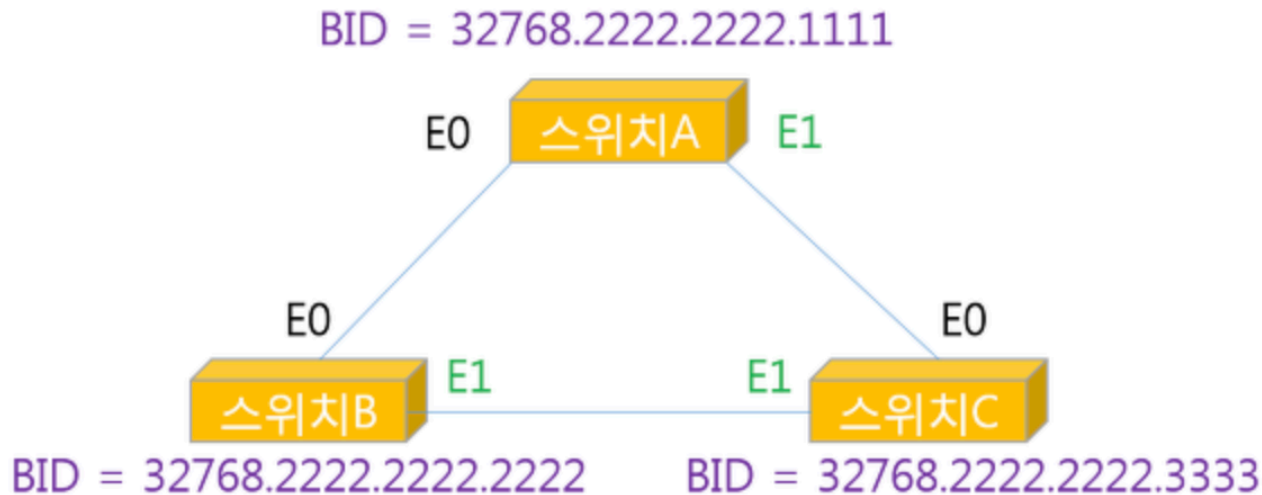 BID = 32768.2222.2222.1111
E0 스위치A E1
E0 E0
E1 E1
스위치B 스위치C
BID = 32768.2222.2222.2222 BID = 32768.2222.2222.3333